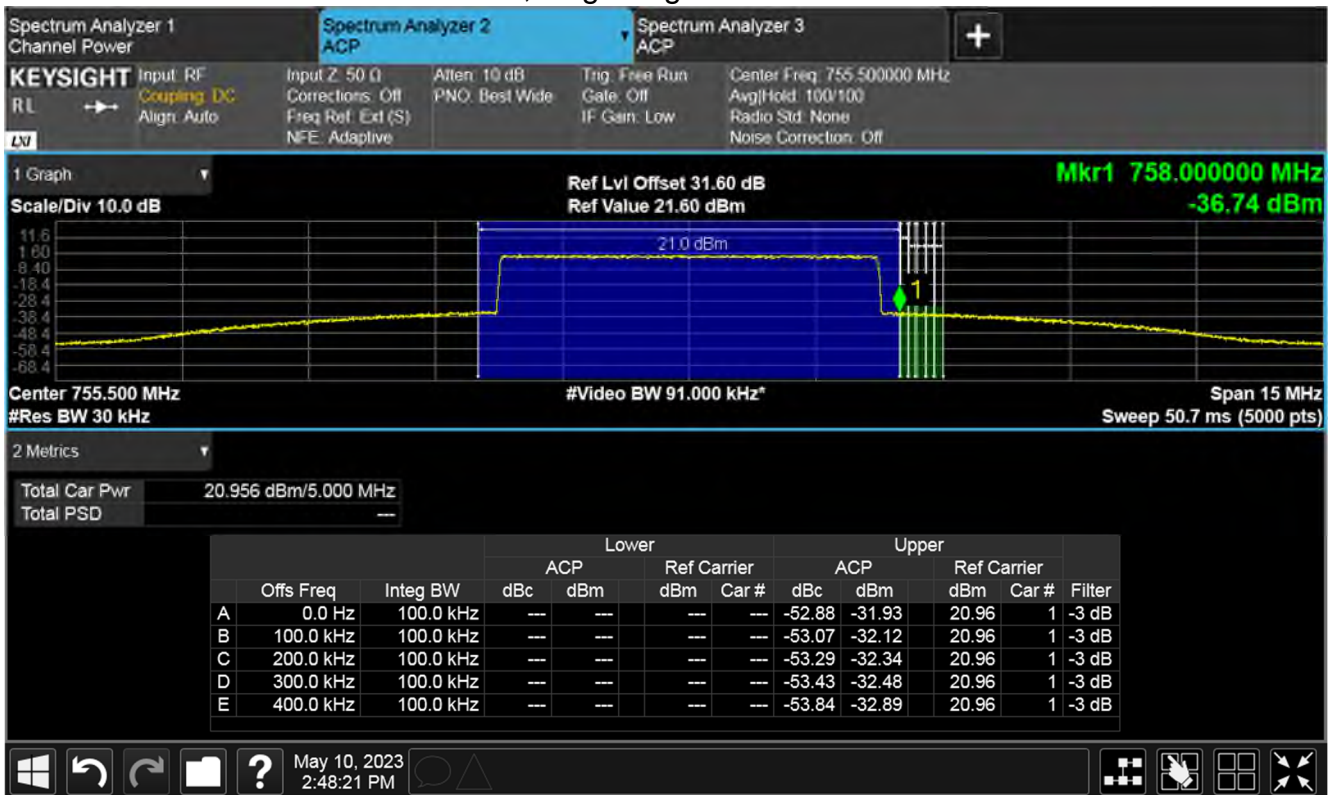 Spectrum Analyzer 1
Channel Power
Spectrum Analyzer 2
ACP
Spectrum Analyzer 3
ACP
+
KEYSIGHT
RL
LXI
Input: RF
Coupling: DC
Align: Auto
Input Z: 50 Ω
Corrections: Off
Freq Ref: Ext (S)
NFE: Adaptive
Atten: 10 dB
PNO: Best Wide
Trig: Free Run
Gate: Off
IF Gain: Low
Center Freq: 755.500000 MHz
Avg|Hold: 100/100
Radio Std: None
Noise Correction: Off
1 Graph
Scale/Div 10.0 dB
Ref Lvl Offset 31.60 dB
Ref Value 21.60 dBm
Mkr1 758.000000 MHz
-36.74 dBm
11.6
1.60
-8.40
-18.4
-28.4
-38.4
-48.4
-58.4
-68.4
21.0 dBm
1
Center 755.500 MHz
#Res BW 30 kHz
#Video BW 91.000 kHz*
Span 15 MHz
Sweep 50.7 ms (5000 pts)
2 Metrics
Total Car Pwr 20.956 dBm/5.000 MHz
Total PSD ---
Lower Upper
ACP Ref Carrier ACP Ref Carrier
Offs Freq Integ BW dBc dBm dBm Car # dBc dBm dBm Car # Filter
A 0.0 Hz 100.0 kHz --- --- --- --- -52.88 -31.93 20.96 1 -3 dB
B 100.0 kHz 100.0 kHz --- --- --- --- -53.07 -32.12 20.96 1 -3 dB
C 200.0 kHz 100.0 kHz --- --- --- --- -53.29 -32.34 20.96 1 -3 dB
D 300.0 kHz 100.0 kHz --- --- --- --- -53.43 -32.48 20.96 1 -3 dB
E 400.0 kHz 100.0 kHz --- --- --- --- -53.84 -32.89 20.96 1 -3 dB
?
May 10, 2023
2:48:21 PM